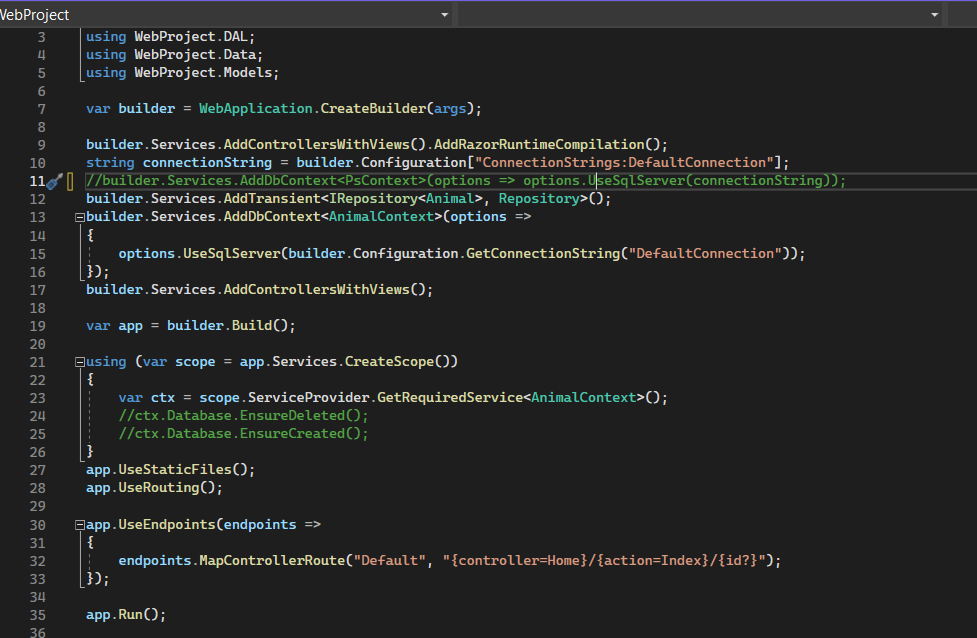 WebProject
3 using WebProject.DAL;
4 using WebProject.Data;
5 using WebProject.Models;
6
7 var builder = WebApplication.CreateBuilder(args);
8
9 builder.Services.AddControllersWithViews().AddRazorRuntimeCompilation();
10 string connectionString = builder.Configuration["ConnectionStrings:DefaultConnection"];
11 //builder.Services.AddDbContext<PsContext>(options => options.UseSqlServer(connectionString));
12 builder.Services.AddTransient<IRepository<Animal>, Repository>();
13 builder.Services.AddDbContext<AnimalContext>(options =>
14 {
15     options.UseSqlServer(builder.Configuration.GetConnectionString("DefaultConnection"));
16 });
17 builder.Services.AddControllersWithViews();
18
19 var app = builder.Build();
20
21 using (var scope = app.Services.CreateScope())
22 {
23     var ctx = scope.ServiceProvider.GetRequiredService<AnimalContext>();
24     //ctx.Database.EnsureDeleted();
25     //ctx.Database.EnsureCreated();
26 }
27 app.UseStaticFiles();
28 app.UseRouting();
29
30 app.UseEndpoints(endpoints =>
31 {
32     endpoints.MapControllerRoute("Default", "{controller=Home}/{action=Index}/{id?}");
33 });
34
35 app.Run();
36